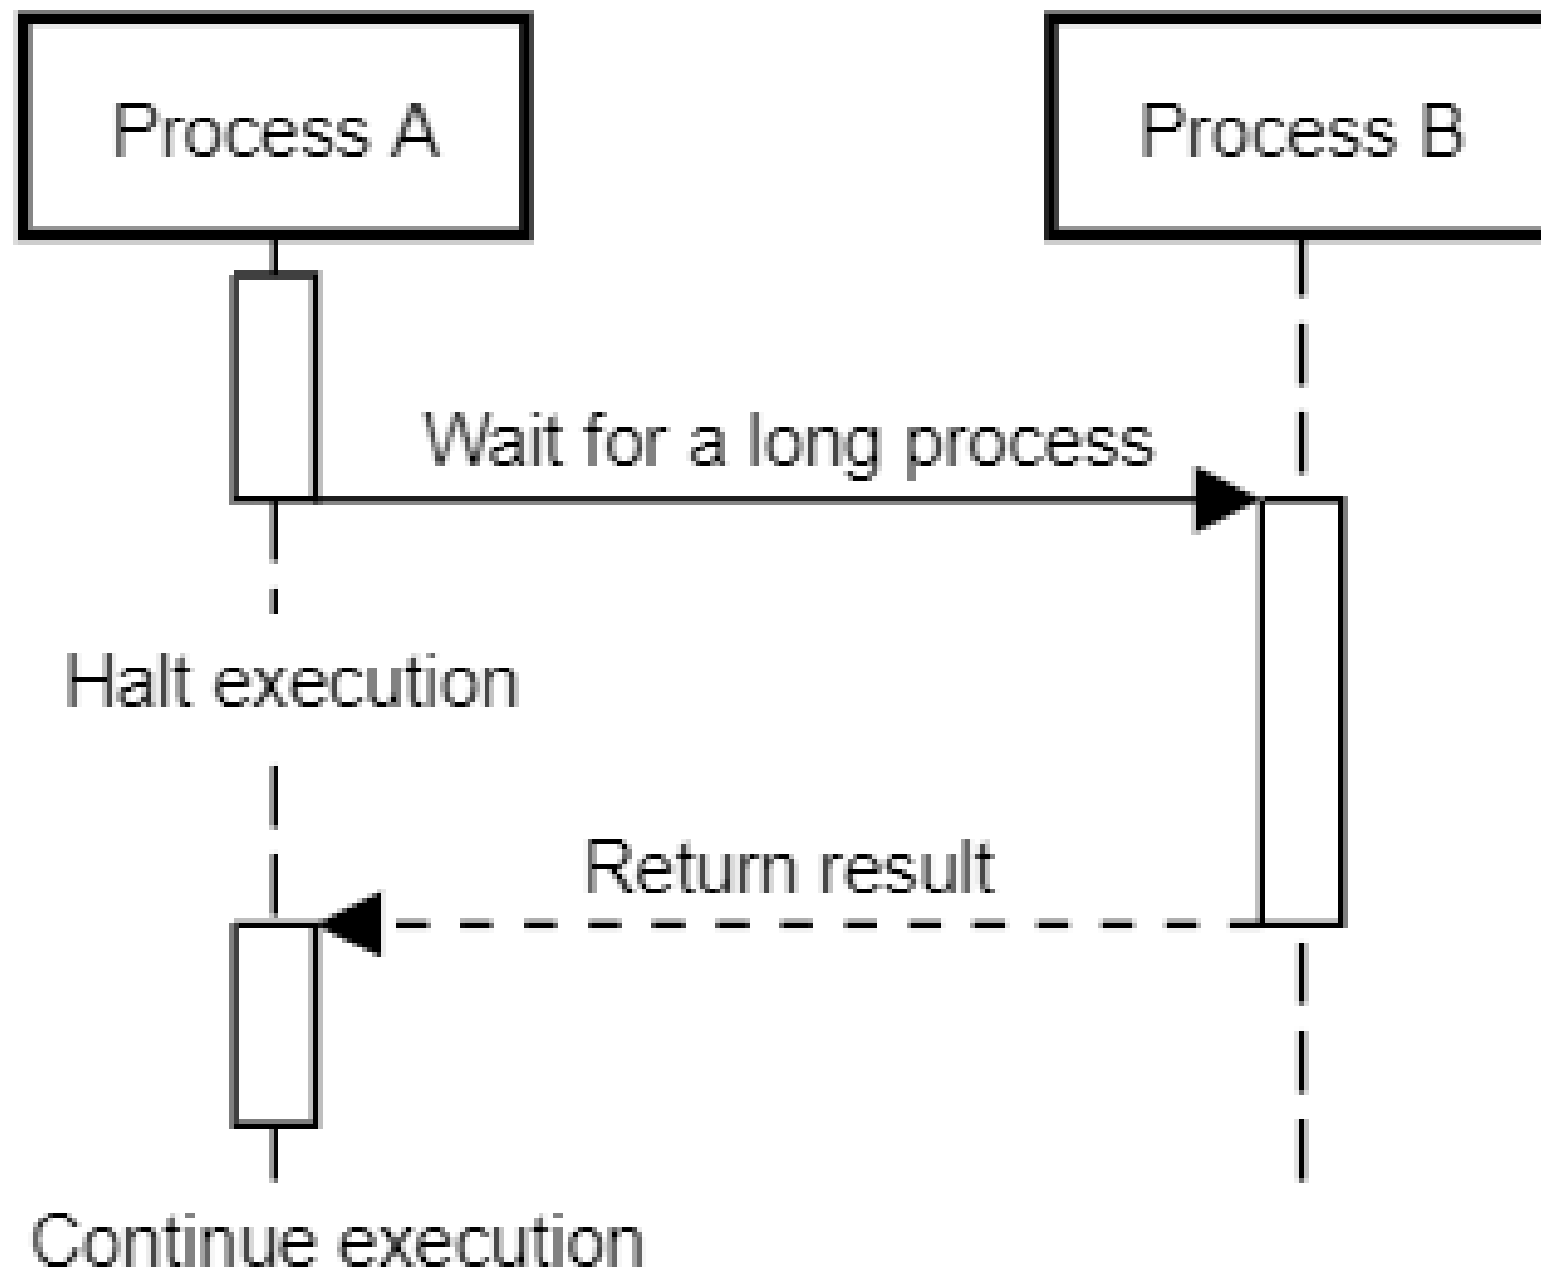 Process A
Process B
Wait for a long process
Halt execution
Return result
Continue execution